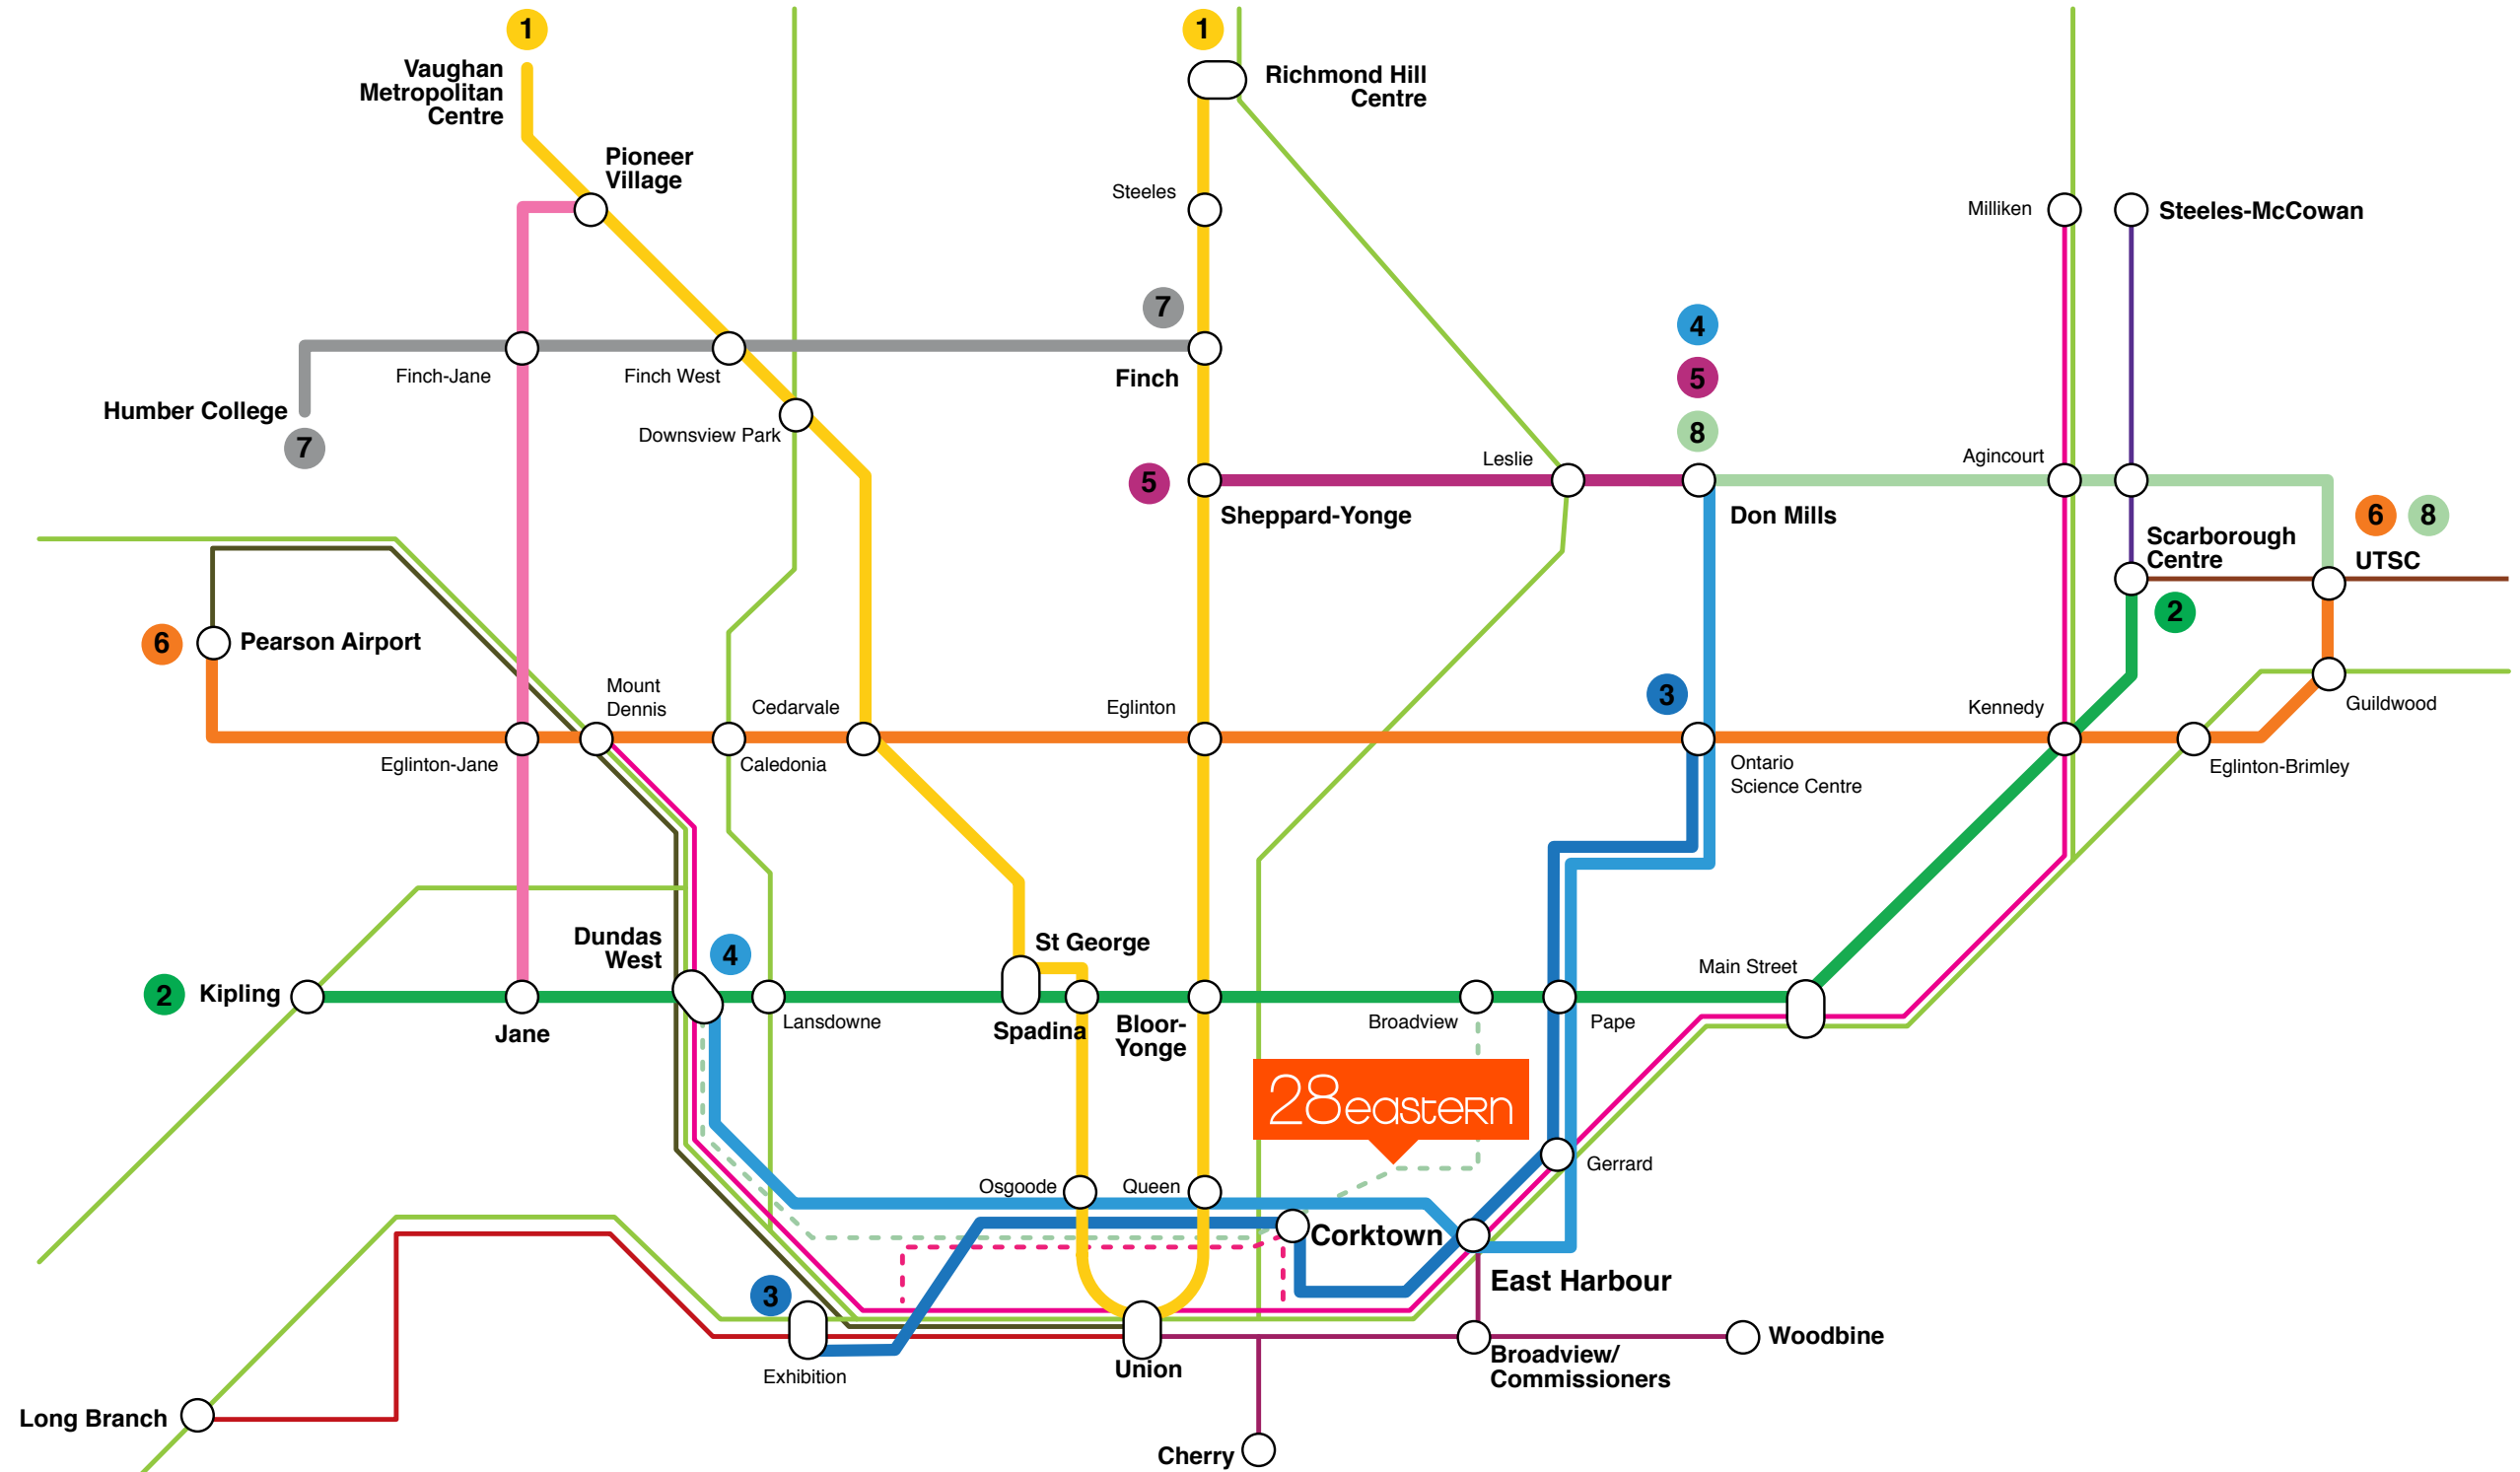 1
1
Vaughan
Metropolitan
Centre
Richmond Hill
Centre
Pioneer
Village
Steeles
Milliken
Steeles-McCowan
7
4
Finch-Jane
Finch West
Finch
5
Humber College
7
Downsview Park
8
Leslie
Agincourt
5
Sheppard-Yonge
Don Mills
6
8
Scarborough
Centre
UTSC
2
6
Pearson Airport
Mount
Dennis
Cedarvale
Eglinton
3
Kennedy
Guildwood
Eglinton-Jane
Caledonia
Ontario
Science Centre
Eglinton-Brimley
Dundas
West
4
St George
Main Street
2
Kipling
Jane
Lansdowne
Spadina
Bloor-
Yonge
Broadview
Pape
28eastern
Gerrard
Osgoode
Queen
Corktown
East Harbour
3
Exhibition
Union
Woodbine
Broadview/
Commissioners
Long Branch
Cherry